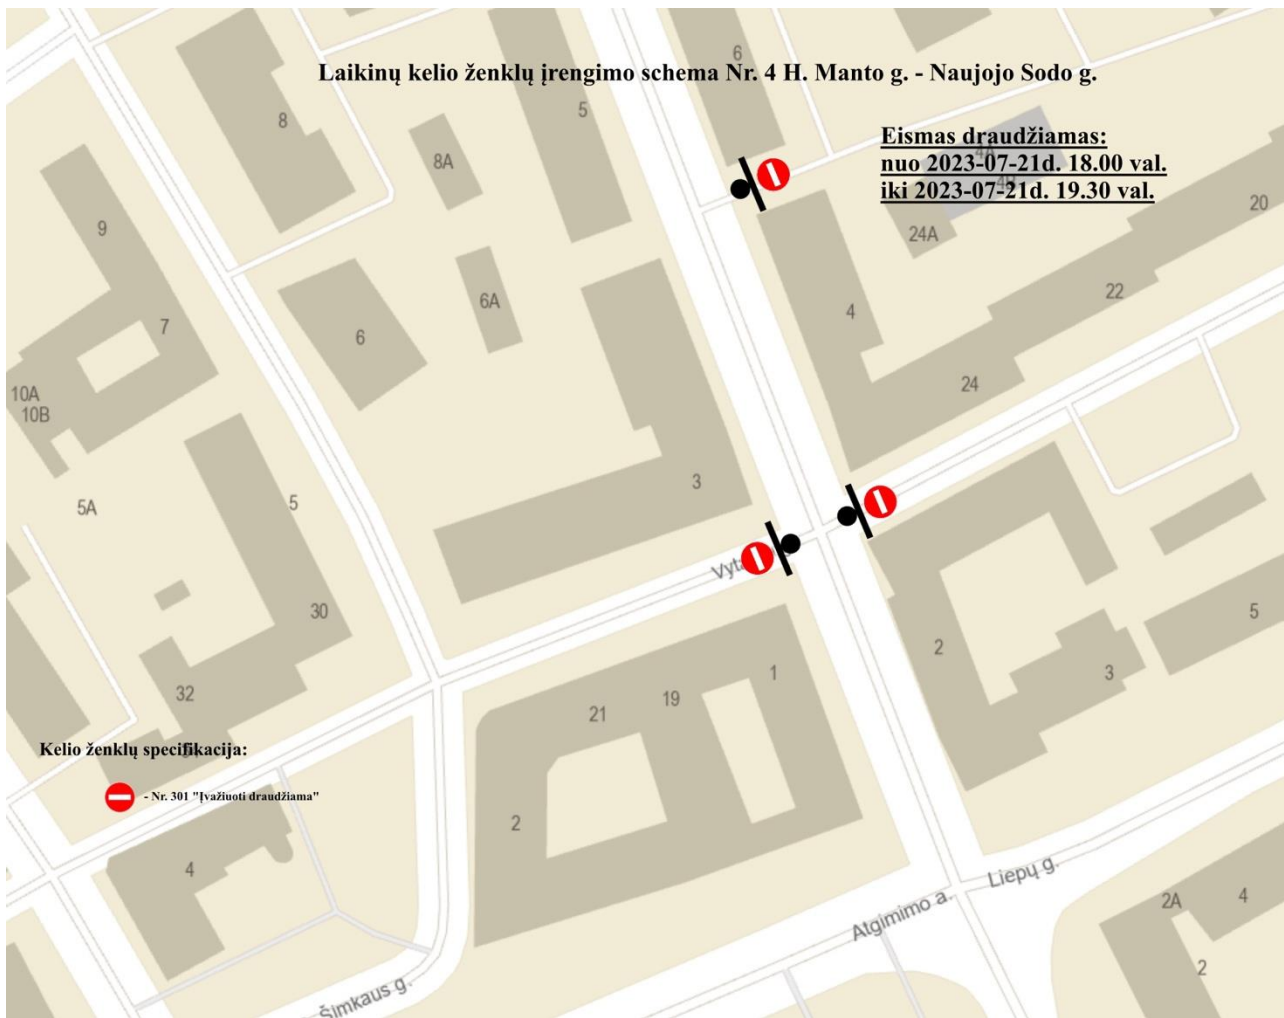 6
Laikinų kelio ženklų įrengimo schema Nr. 4 H. Manto g. - Naujojo Sodo g.
8
5
Eismas draudžiamas:
nuo 2023-07-21d. 18.00 val.
iki 2023-07-21d. 19.30 val.
4A
8A
20
9
24A
22
6A
4
7
6
10A
10B
24
3
5A
5
Vyt
30
5
2
3
1
19
21
32
Kelio ženklų specifikacija:
- Nr. 301 "Įvažiuoti draudžiama"
2
4
Liepų g.
Atgimimo a.
2A
4
2
Šimkaus g.